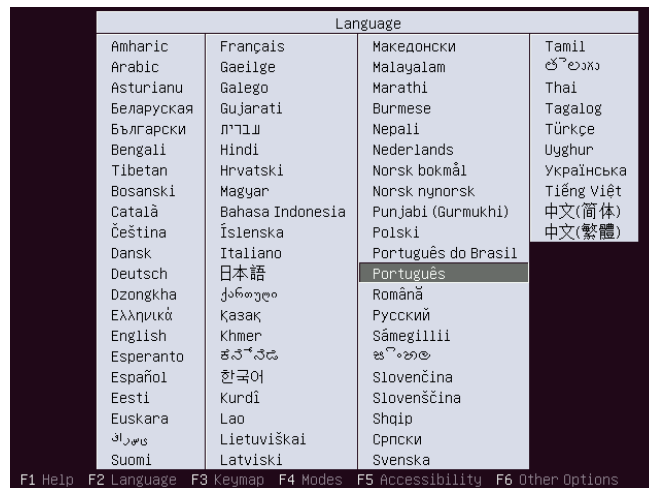 Language
Amharic
Arabic
Asturianu
Беларуская
Български
Bengali
Tibetan
Bosanski
Català
Čeština
Dansk
Deutsch
Dzongkha
Ελληνικά
English
Esperanto
Español
Eesti
Euskara
Suomi
Français
Gaeilge
Galego
Gujarati
עברית
Hindi
Hrvatski
Magyar
Bahasa Indonesia
Íslenska
Italiano
日本語
ქართული
Қазақ
Khmer
한국어
Kurdî
Lao
Lietuviškai
Latviski
Македонски
Malayalam
Marathi
Burmese
Nepali
Nederlands
Norsk bokmål
Norsk nynorsk
Punjabi (Gurmukhi)
Polski
Português do Brasil
Português
Română
Русский
Sámegillii
Slovenčina
Slovenščina
Shqip
Српски
Svenska
Tamil
Thai
Tagalog
Türkçe
Uyghur
Українська
Tiếng Việt
中文(简体)
中文(繁體)
F1 Help F2 Language F3 Keymap F4 Modes F5 Accessibility F6 Other Options